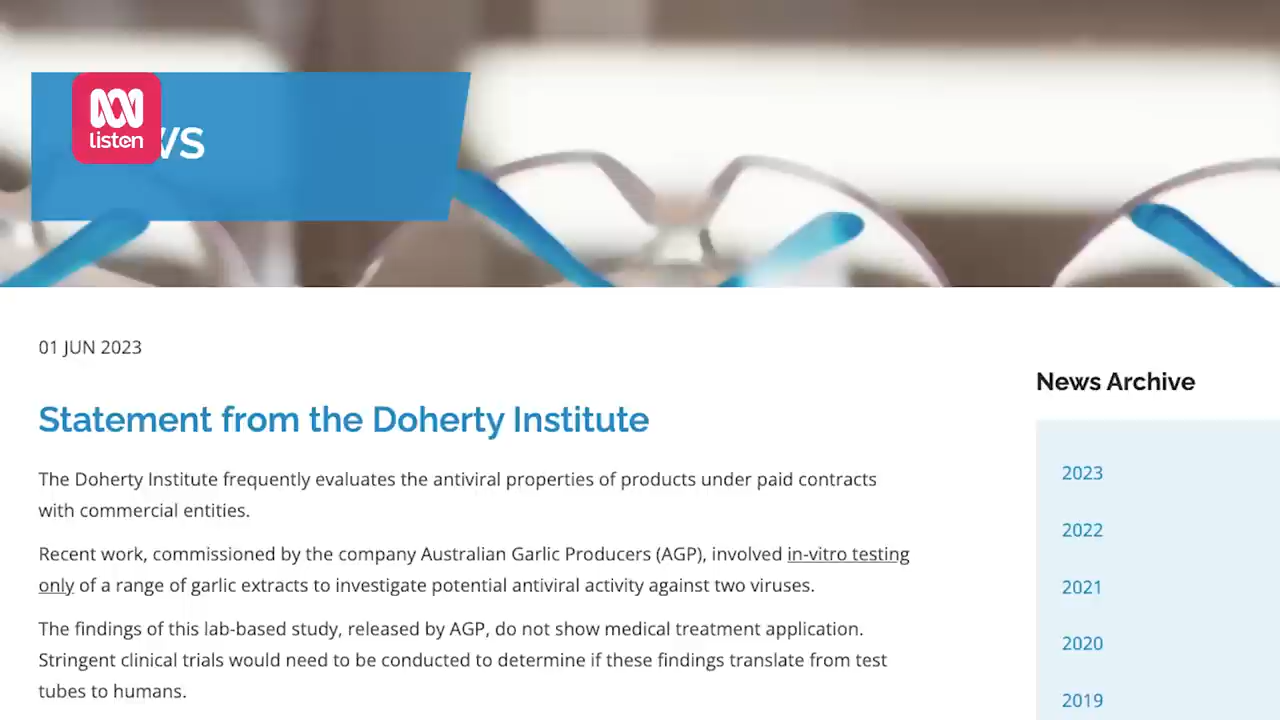 listen
01 JUN 2023
News Archive
Statement from the Doherty Institute
The Doherty Institute frequently evaluates the antiviral properties of products under paid contracts
with commercial entities.
Recent work, commissioned by the company Australian Garlic Producers (AGP), involved in-vitro testing
only of a range of garlic extracts to investigate potential antiviral activity against two viruses.
The findings of this lab-based study, released by AGP, do not show medical treatment application.
Stringent clinical trials would need to be conducted to determine if these findings translate from test
tubes to humans.
2023
2022
2021
2020
2019